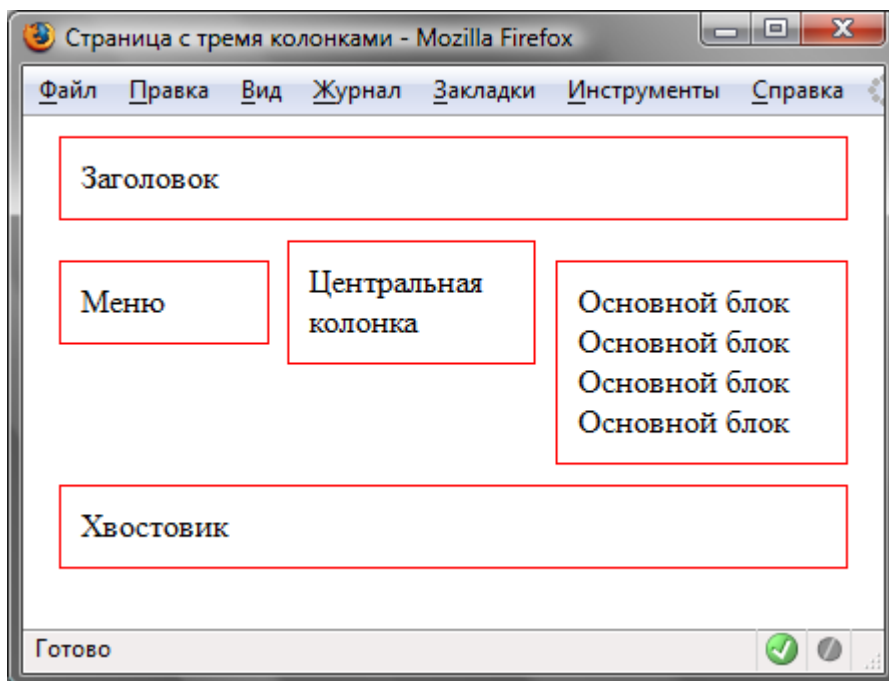 Страница с тремя колонками - Mozilla Firefox
Файл Правка Вид Журнал Закладки Инструменты Справка
Заголовок
Меню
Центральная
колонка
Основной блок
Основной блок
Основной блок
Основной блок
Хвостовик
Готово